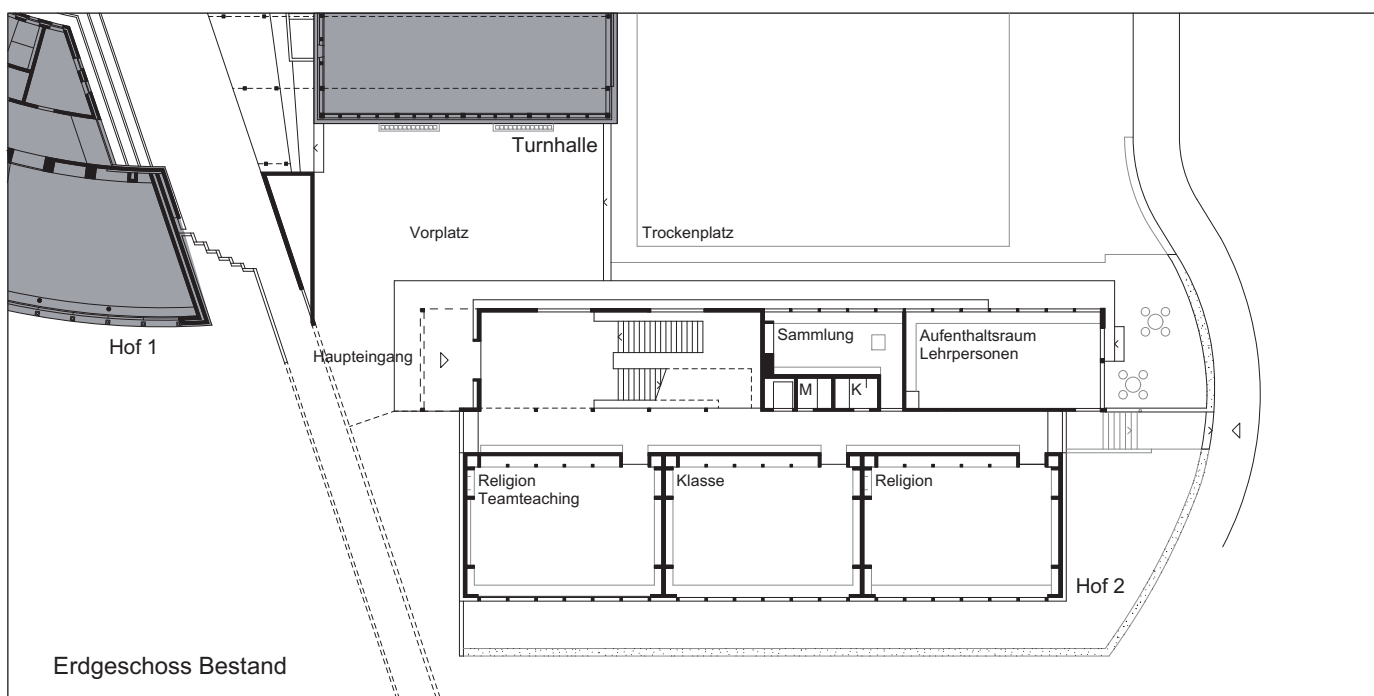 Turnhalle
Vorplatz
Trockenplatz
Hof 1
Haupteingang
Sammlung
Aufenthaltsraum
Lehrpersonen
M
K
Religion
Teamteaching
Klasse
Religion
Hof 2
Erdgeschoss Bestand